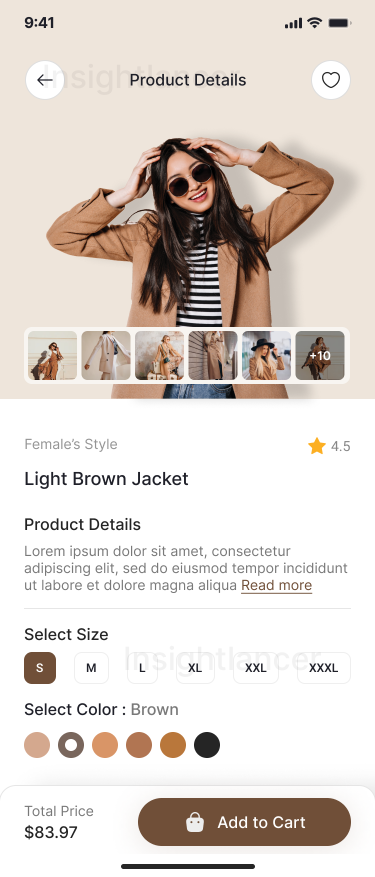 9:41
Insightlancer
Product Details
+10
Female's Style
4.5
Light Brown Jacket
Product Details
Lorem ipsum dolor sit amet, consectetur
adipiscing elit, sed do eiusmod tempor incididunt
ut labore et dolore magna aliqua Read more
Select Size
Insightlancer
S M L XL XXL XXXL
Select Color : Brown
Total Price
$83.97
Add to Cart